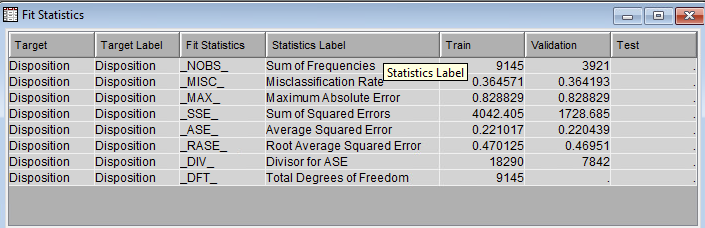 Fit Statistics
Target Target Label Fit Statistics Statistics Label Train Validation Test
Disposition Disposition _NOBS_ Sum of Frequencies 9145 3921 .
Statistics Label
Disposition Disposition _MISC_ Misclassification Rate 0.364571 0.364193 .
Disposition Disposition _MAX_ Maximum Absolute Error 0.828829 0.828829 .
Disposition Disposition _SSE_ Sum of Squared Errors 4042.405 1728.685 .
Disposition Disposition _ASE_ Average Squared Error 0.221017 0.220439 .
Disposition Disposition _RASE_ Root Average Squared Error 0.470125 0.46951 .
Disposition Disposition _DIV_ Divisor for ASE 18290 7842 .
Disposition Disposition _DFT_ Total Degrees of Freedom 9145 . .